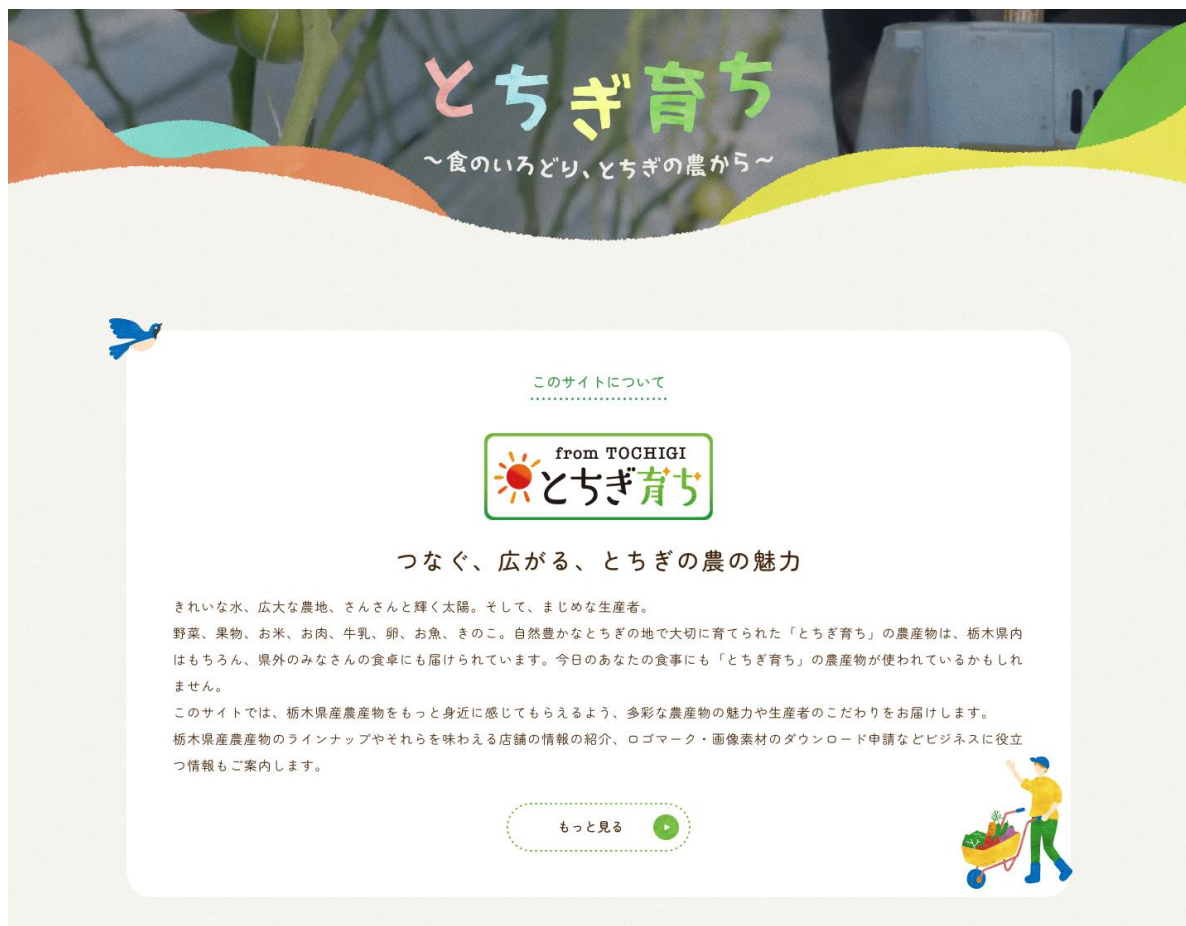 とちぎ育ち
～食のいろどり、とちぎの農から～
このサイトについて
from TOCHIGI
とちぎ育ち
つなぐ、広がる、とちぎの農の魅力
きれいな水、広大な農地、さんさんと輝く太陽。そして、まじめな生産者。
野菜、果物、お米、お肉、牛乳、卵、お魚、きのこ。自然豊かなとちぎの地で大切に育てられた「とちぎ育ち」の農産物は、栃木県内
はもちろん、県外のみなさんの食卓にも届けられています。今日のあなたの食事にも「とちぎ育ち」の農産物が使われているかもしれ
ません。
このサイトでは、栃木県産農産物をもっと身近に感じてもらえるよう、多彩な農産物の魅力や生産者のこだわりをお届けします。
栃木県産農産物のラインナップやそれらを味わえる店舗の情報の紹介、ロゴマーク・画像素材のダウンロード申請などビジネスに役立
つ情報もご案内します。
もっと見る